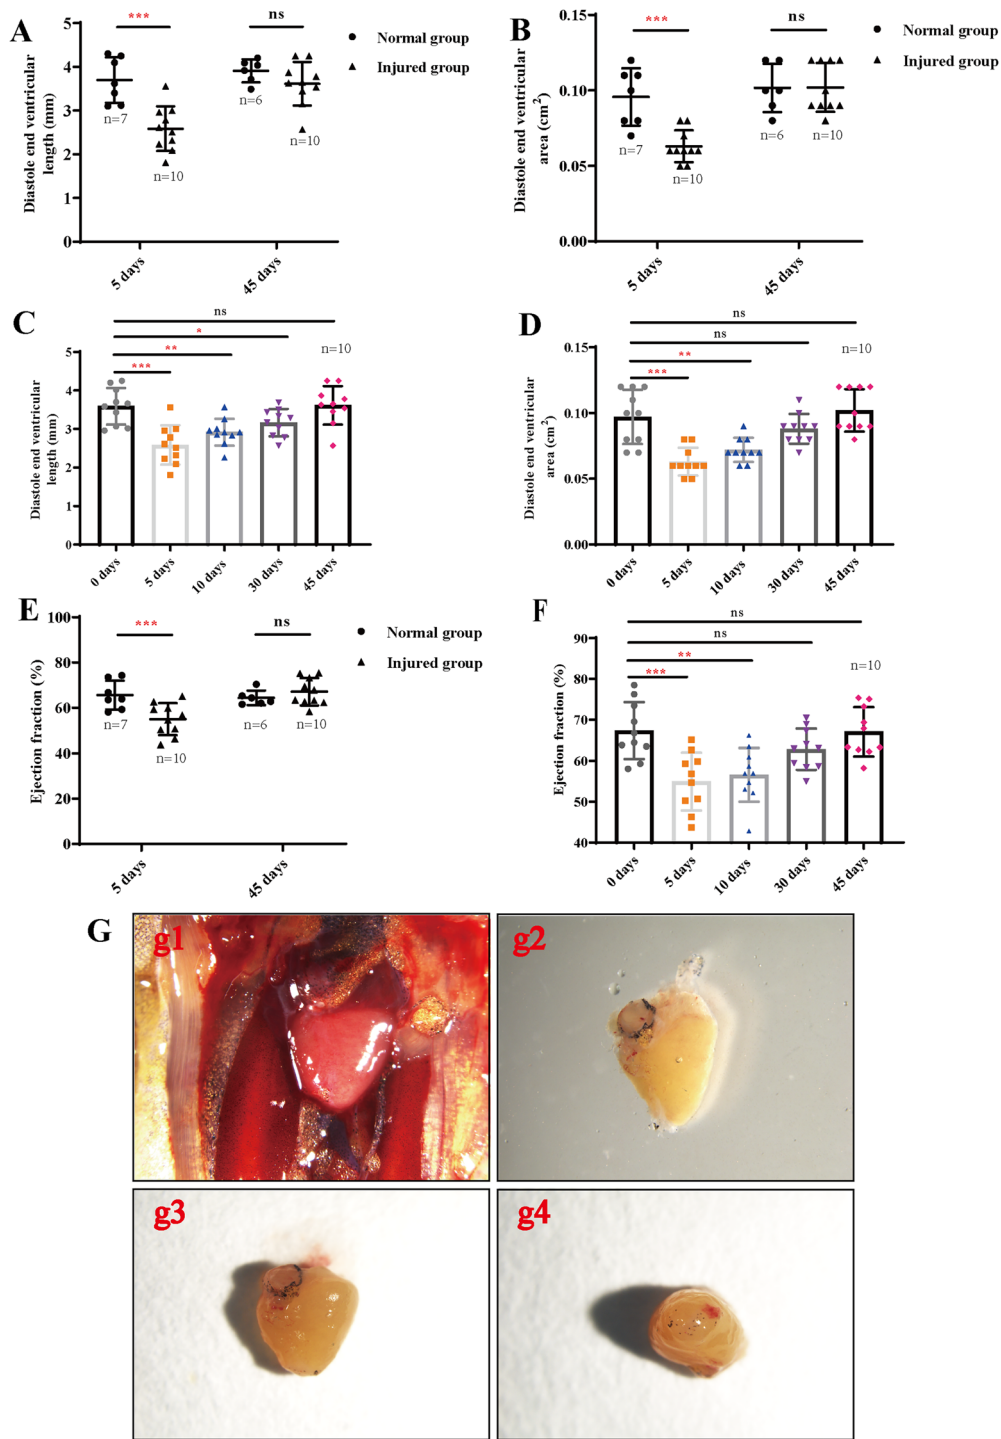 A
Diastole end ventricular
length (mm)
5
4
3
2
1
0
***
ns
n=7
n=10
n=6
n=10
5 days
45 days
Normal group
Injured group
B
Diastole end ventricular
area (cm²)
0.15
0.10
0.05
0.00
***
ns
n=7
n=10
n=6
n=10
5 days
45 days
Normal group
Injured group
C
Diastole end ventricular
length (mm)
5
4
3
2
1
0
ns
*
**
***
n=10
0 days
5 days
10 days
30 days
45 days
D
Diastole end ventricular
area (cm²)
0.15
0.10
0.05
0.00
ns
ns
**
***
n=10
0 days
5 days
10 days
30 days
45 days
E
Ejection fraction (%)
100
80
60
40
20
0
***
ns
n=7
n=10
n=6
n=10
5 days
45 days
Normal group
Injured group
F
Ejection fraction (%)
90
80
70
60
50
40
ns
ns
**
***
n=10
0 days
5 days
10 days
30 days
45 days
G
g1
g2
g3
g4